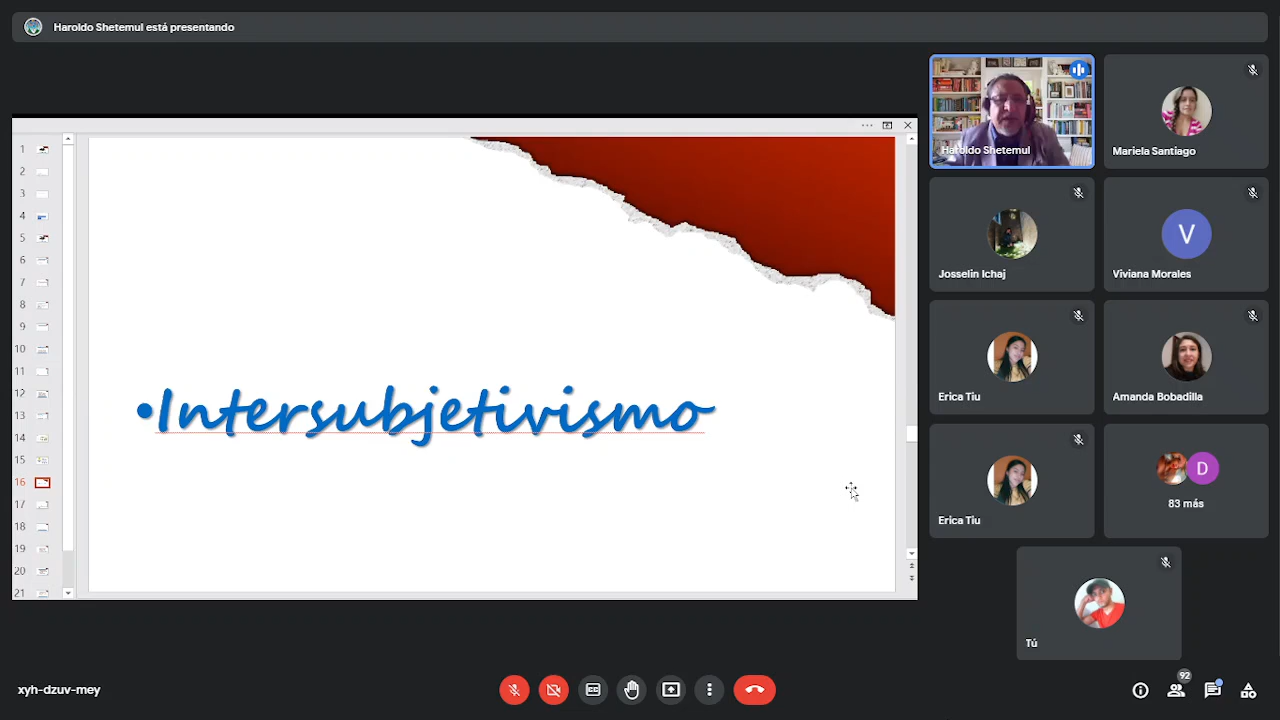 Haroldo Shetemul está presentando
1
2
3
4
5
6
7
8
9
10
11
12
13
14
15
16
17
18
19
20
21
•Intersubjetivismo
Haroldo Shetemul
Mariela Santiago
Josselin Ichaj
V
Viviana Morales
Erica Tiu
Amanda Bobadilla
Erica Tiu
D
83 más
Tú
xyh-dzuv-mey
92